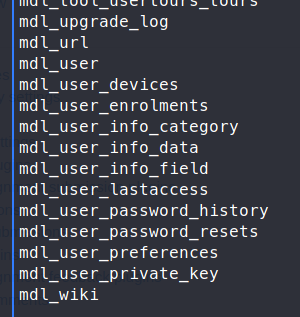 mdl_tool_usertours_tours
mdl_upgrade_log
mdl_url
mdl_user
mdl_user_devices
mdl_user_enrolments
mdl_user_info_category
mdl_user_info_data
mdl_user_info_field
mdl_user_lastaccess
mdl_user_password_history
mdl_user_password_resets
mdl_user_preferences
mdl_user_private_key
mdl_wiki